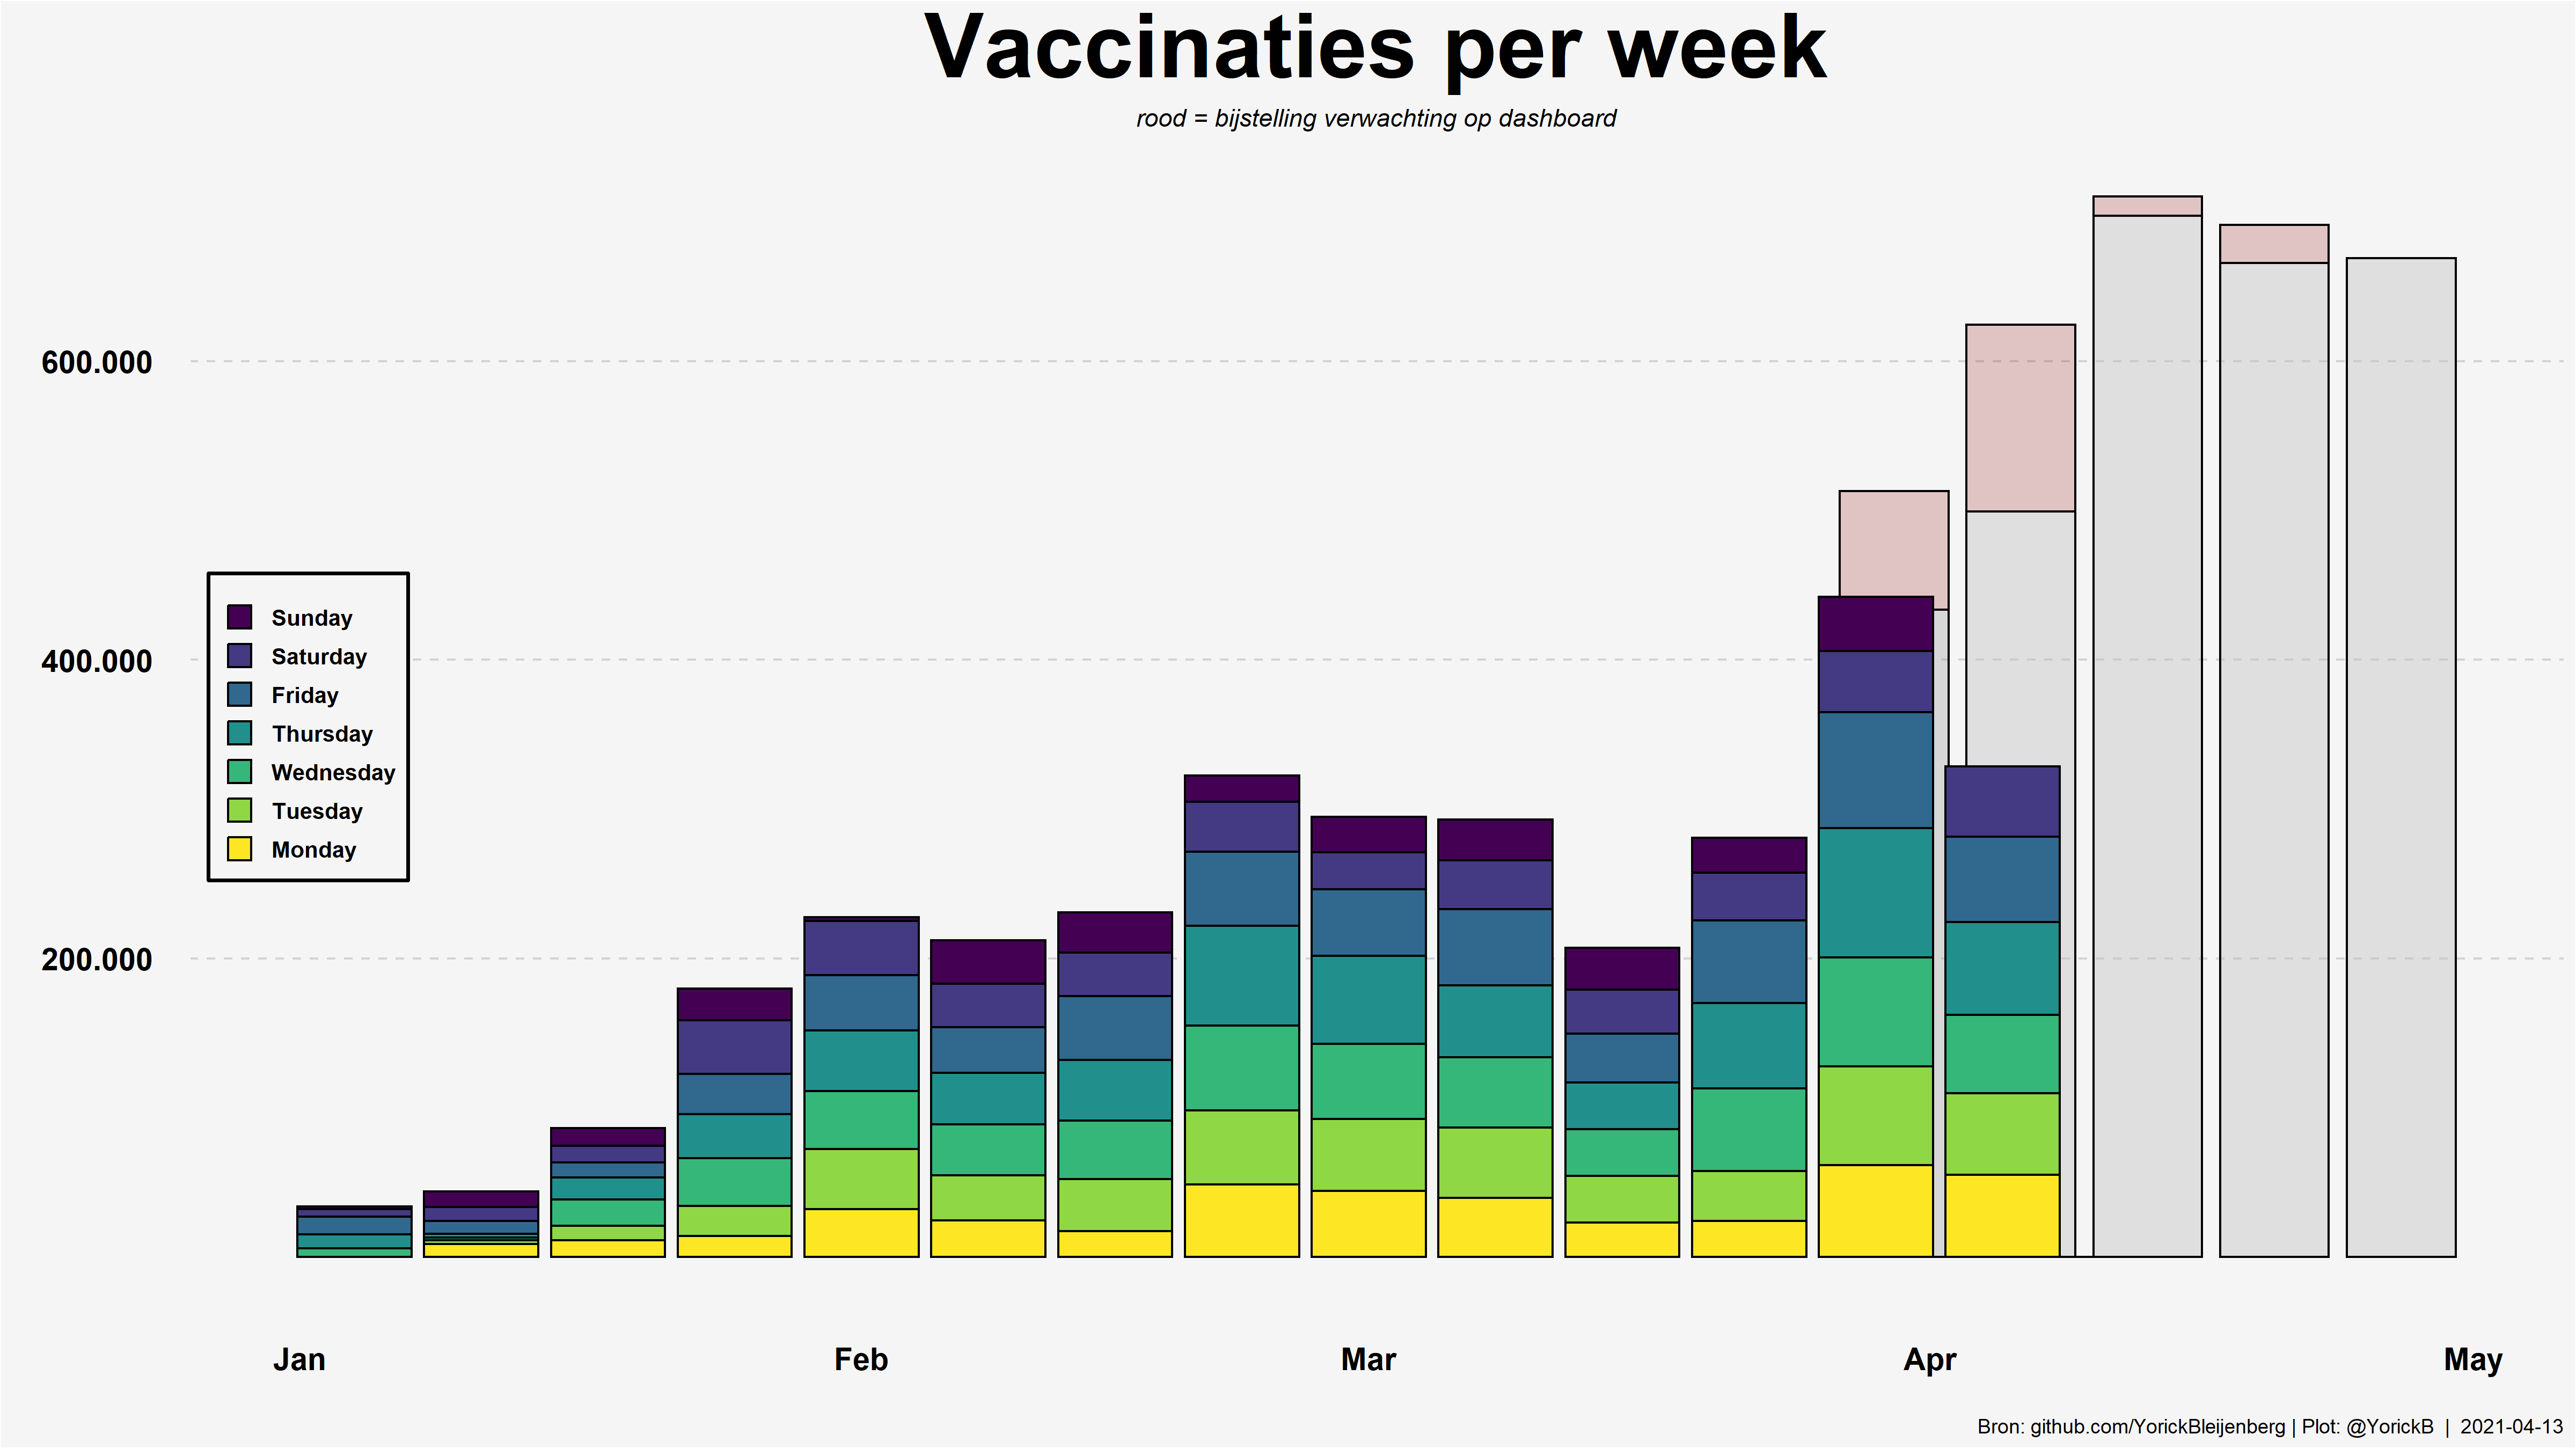 Vaccinaties per week
rood = bijstelling verwachting op dashboard
600.000
400.000
200.000
Sunday
Saturday
Friday
Thursday
Wednesday
Tuesday
Monday
Jan Feb Mar Apr May
Bron: github.com/YorickBleijenberg | Plot: @YorickB | 2021-04-13